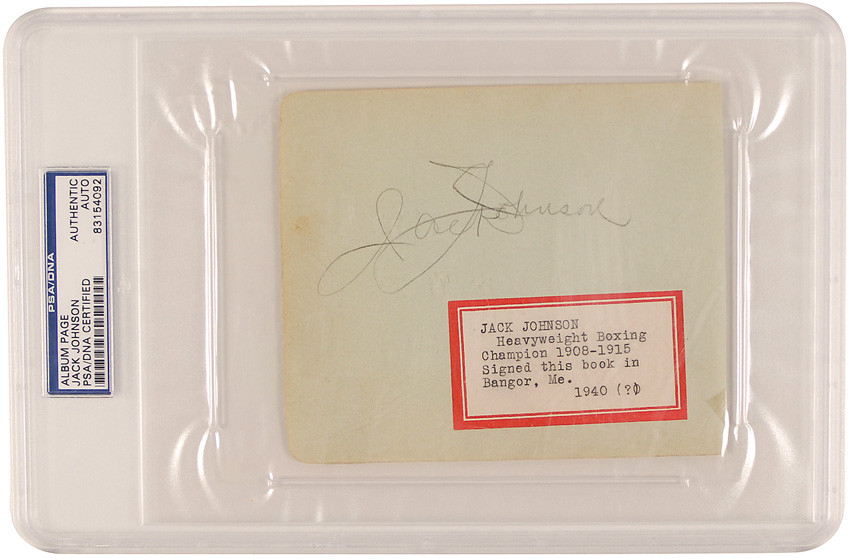 PSA/DNA
ALBUM PAGE
JACK JOHNSON
PSA/DNA CERTIFIED
AUTHENTIC
AUTO
83154092
Jack Johnson
JACK JOHNSON
Heavyweight Boxing
Champion 1908-1915
Signed this book in
Bangor, Me.
1940 (?)